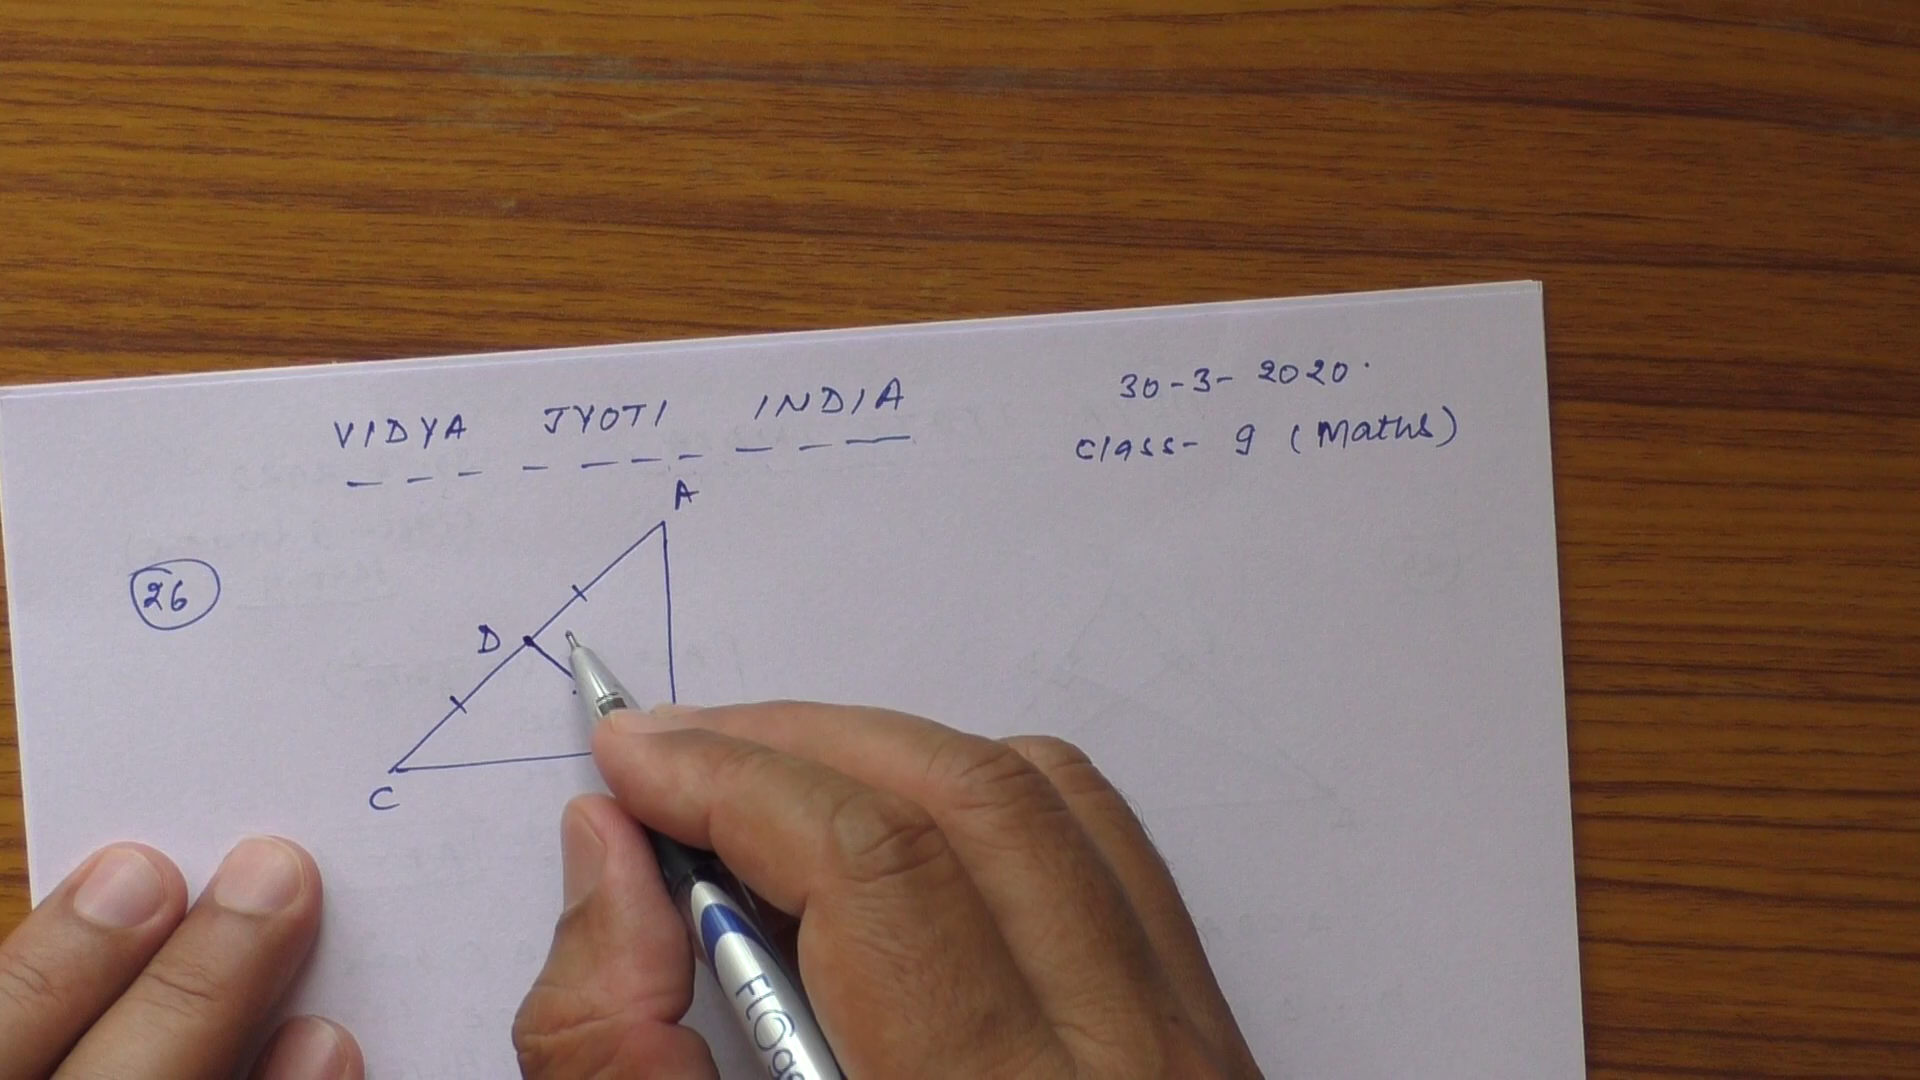 VIDYA JYOTI INDIA
30-3-2020.
Class- 9 (Maths)
26
A
D
C